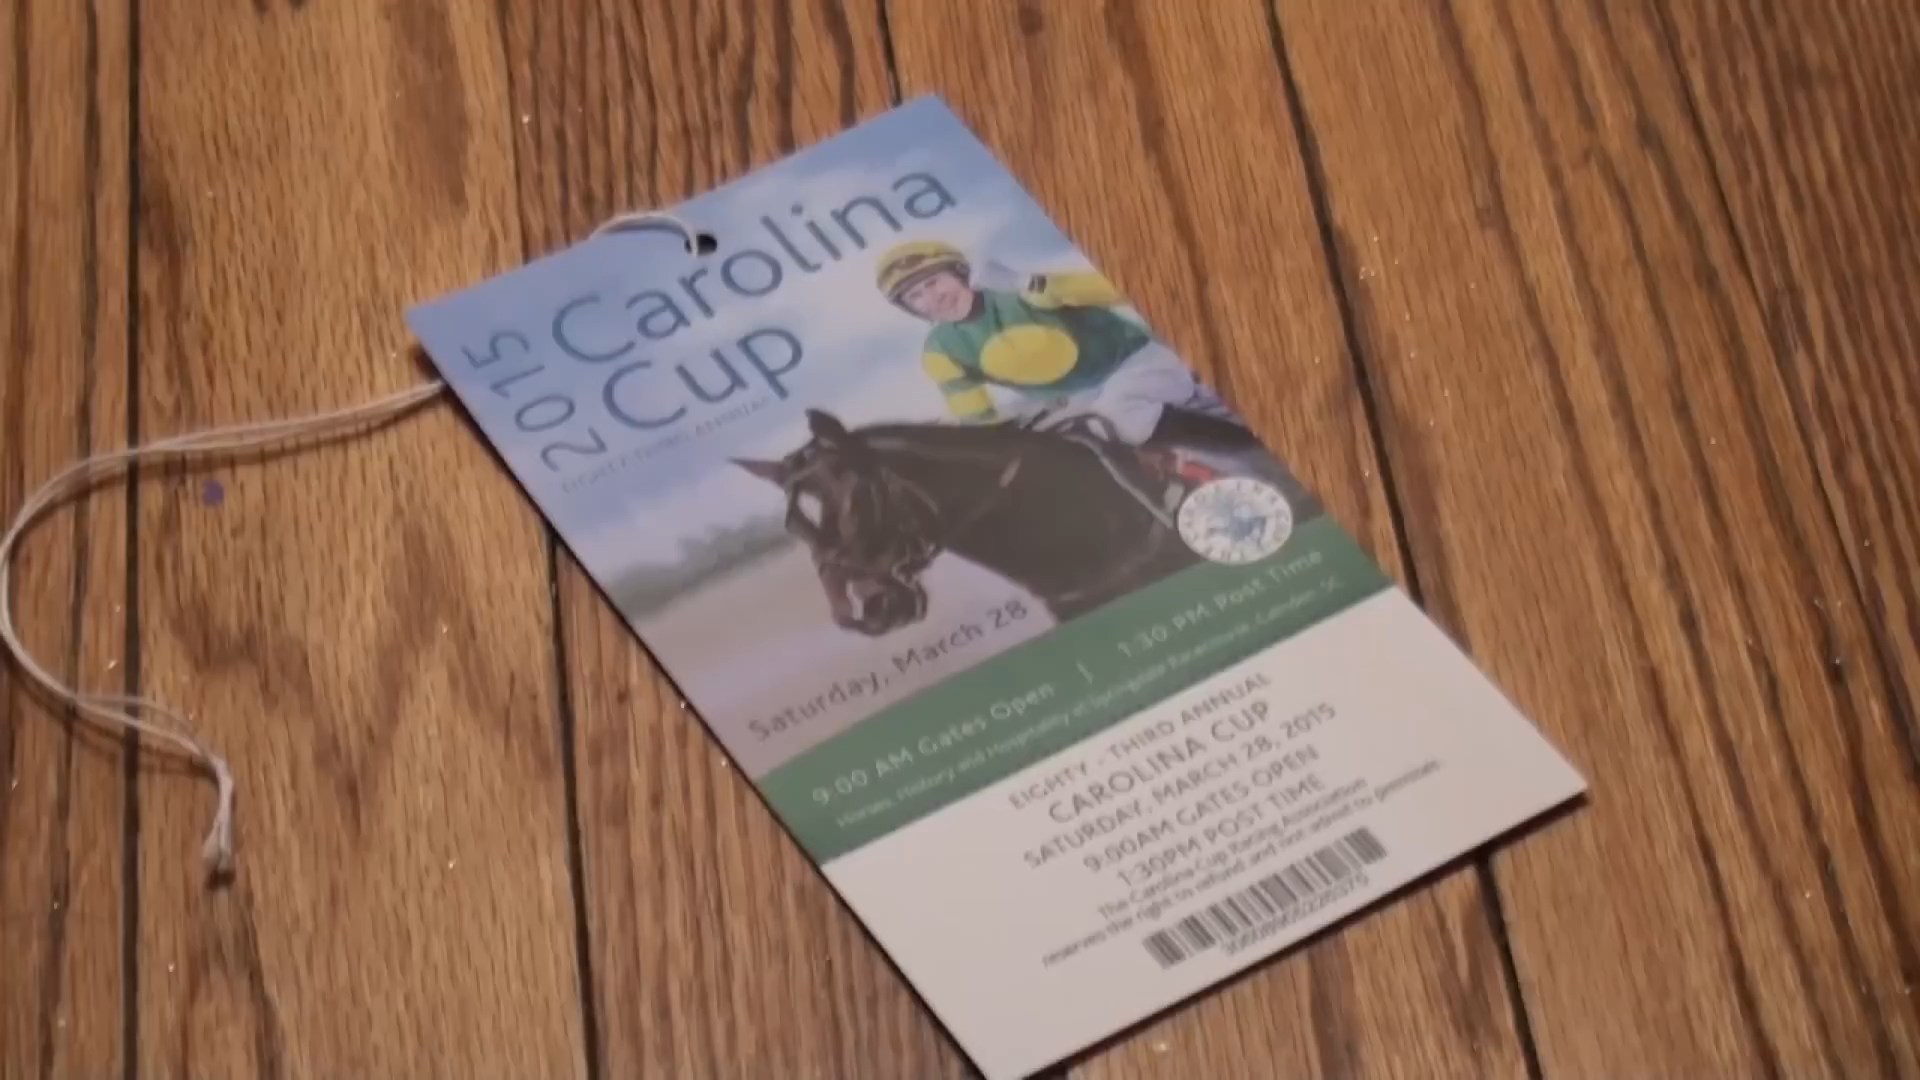 2015
Carolina
Cup
EIGHTY-THIRD ANNUAL
Saturday, March 28
9:00 AM Gates Open | 1:30 PM Post Time
Horses, History and Hospitality at Springdale Racecourse, Camden, SC
EIGHTY - THIRD ANNUAL
CAROLINA CUP
SATURDAY, MARCH 28, 2015
9:00AM GATES OPEN
1:30PM POST TIME
The Carolina Cup Racing Association
reserves the right to refund and not admit to premises